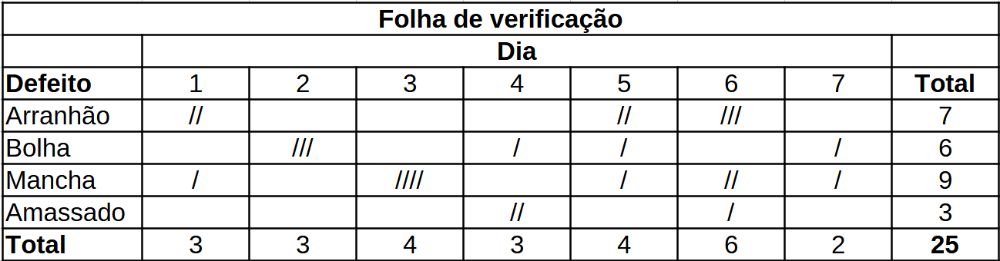 Folha de verificação
Dia
Defeito 1 2 3 4 5 6 7 Total
Arranhão // // /// 7
Bolha /// / / / 6
Mancha / //// / // / 9
Amassado // / 3
Total 3 3 4 3 4 6 2 25